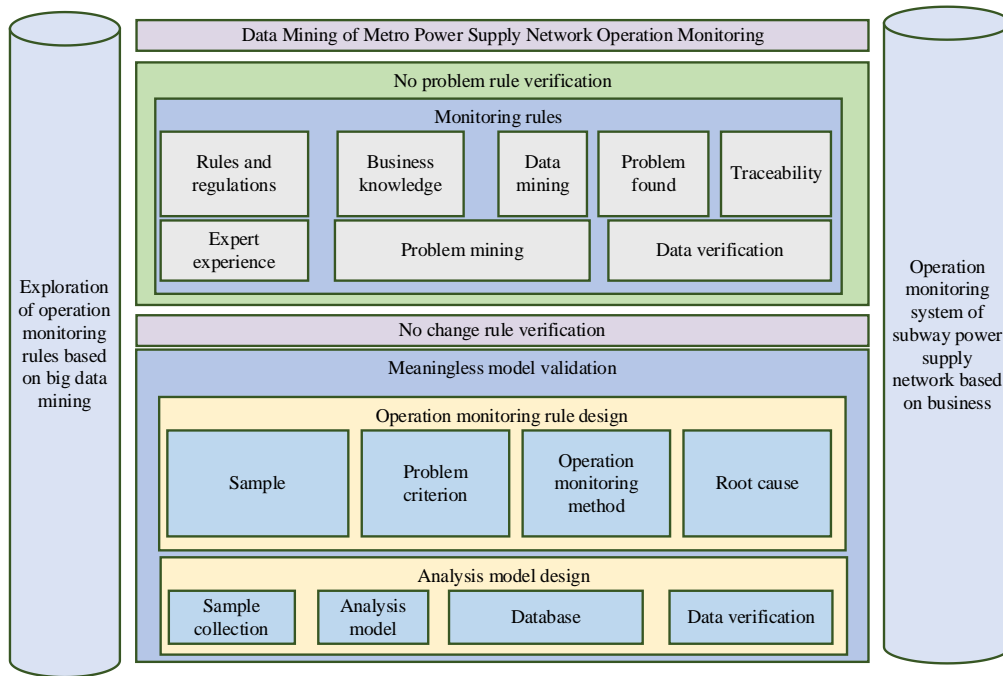 Exploration
of operation
monitoring
rules based
on big data
mining
Data Mining of Metro Power Supply Network Operation Monitoring
No problem rule verification
Monitoring rules
Rules and
regulations
Business
knowledge
Data
mining
Problem
found
Traceability
Expert
experience
Problem mining
Data verification
No change rule verification
Meaningless model validation
Operation monitoring rule design
Sample
Problem
criterion
Operation
monitoring
method
Root cause
Analysis model design
Sample
collection
Analysis
model
Database
Data verification
Operation
monitoring
system of
subway power
supply
network based
on business